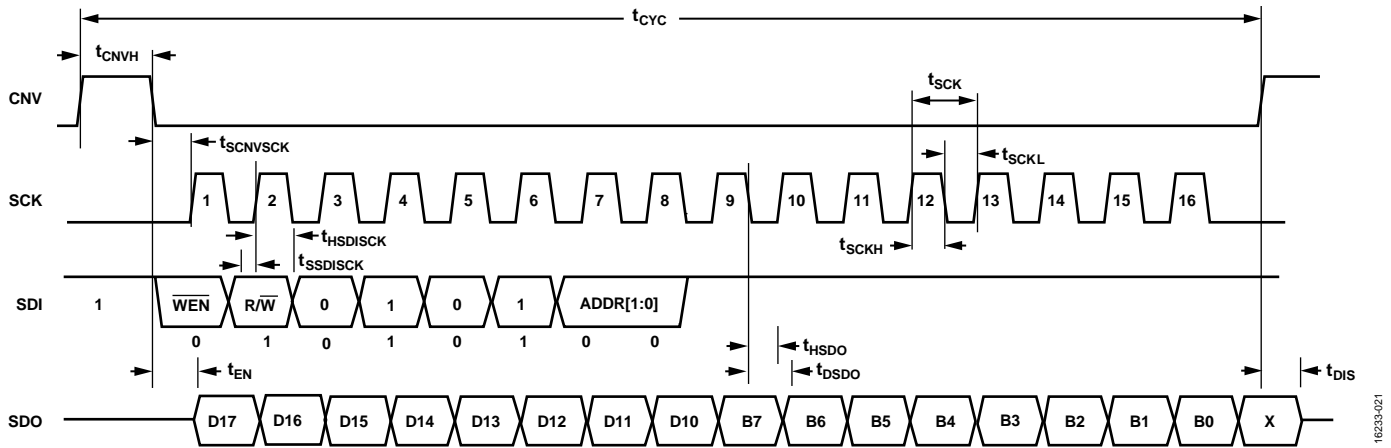 tCYC
tCNVH
CNV
tSCK
tSCNVSCK
tSCKL
SCK 1 2 3 4 5 6 7 8 9 10 11 12 13 14 15 16
tHSDISCK
tSCKH
tSSDISCK
SDI 1 WEN R/W 0 1 0 1 ADDR[1:0]
0 1 0 1 0 1 0 0
tHSDO
tEN
tDSDO
tDIS
SDO D17 D16 D15 D14 D13 D12 D11 D10 B7 B6 B5 B4 B3 B2 B1 B0 X
16233-021